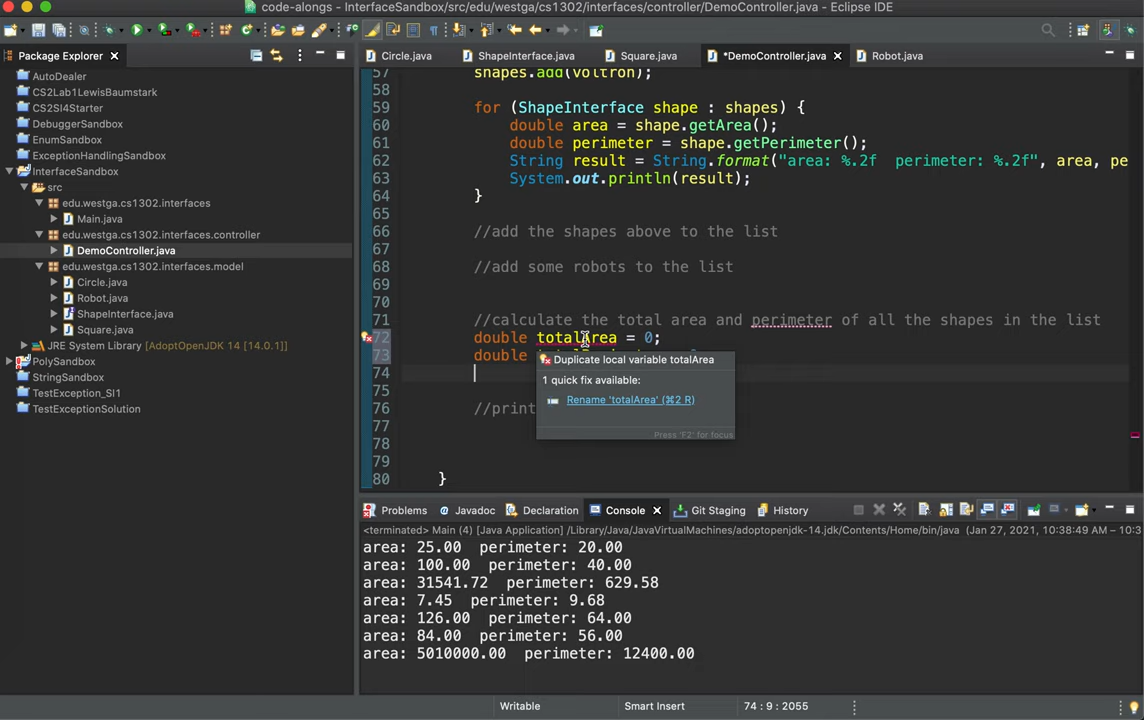 code-alongs - InterfaceSandbox/src/edu/westga/cs1302/interfaces/controller/DemoController.java - Eclipse IDE
Package Explorer
Circle.java
ShapeInterface.java
Square.java
*DemoController.java
Robot.java
AutoDealer
CS2Lab1LewisBaumstark
CS2SI4Starter
DebuggerSandbox
EnumSandbox
ExceptionHandlingSandbox
InterfaceSandbox
src
edu.westga.cs1302.interfaces
Main.java
edu.westga.cs1302.interfaces.controller
DemoController.java
edu.westga.cs1302.interfaces.model
Circle.java
Robot.java
ShapeInterface.java
Square.java
JRE System Library [AdoptOpenJDK 14 [14.0.1]]
PolySandbox
StringSandbox
TestException_SI1
TestExceptionSolution
57 shapes.add(voltron);
58
59 for (ShapeInterface shape : shapes) {
60 double area = shape.getArea();
61 double perimeter = shape.getPerimeter();
62 String result = String.format("area: %.2f  perimeter: %.2f", area, pe
63 System.out.println(result);
64 }
65
66 //add the shapes above to the list
67
68 //add some robots to the list
69
70
71 //calculate the total area and perimeter of all the shapes in the list
72 double totalArea = 0;
73 double
74
75
76 //print
77
78
79
80 }
Duplicate local variable totalArea
1 quick fix available:
Rename 'totalArea' (⌘2 R)
Press 'F2' for focus
Problems
Javadoc
Declaration
Console
Git Staging
History
<terminated> Main (4) [Java Application] /Library/Java/JavaVirtualMachines/adoptopenjdk-14.jdk/Contents/Home/bin/java (Jan 27, 2021, 10:38:49 AM – 10:3
area: 25.00  perimeter: 20.00
area: 100.00  perimeter: 40.00
area: 31541.72  perimeter: 629.58
area: 7.45  perimeter: 9.68
area: 126.00  perimeter: 64.00
area: 84.00  perimeter: 56.00
area: 5010000.00  perimeter: 12400.00
Writable
Smart Insert
74 : 9 : 2055